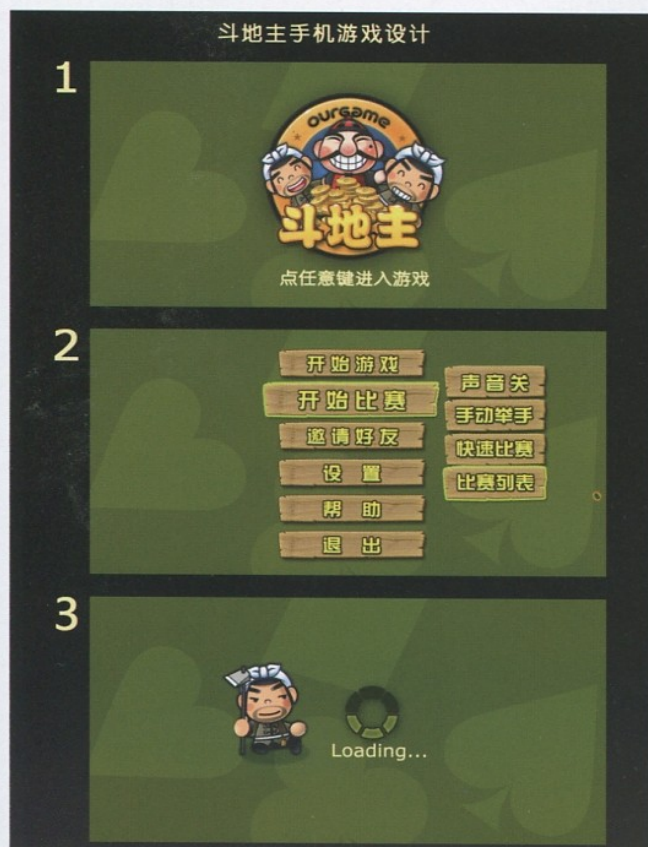 斗地主手机游戏设计
1
ourgame
斗地主
点任意键进入游戏
2
开始游戏
开始比赛
邀请好友
设置
帮助
退出
声音关
手动举手
快速比赛
比赛列表
3
Loading...